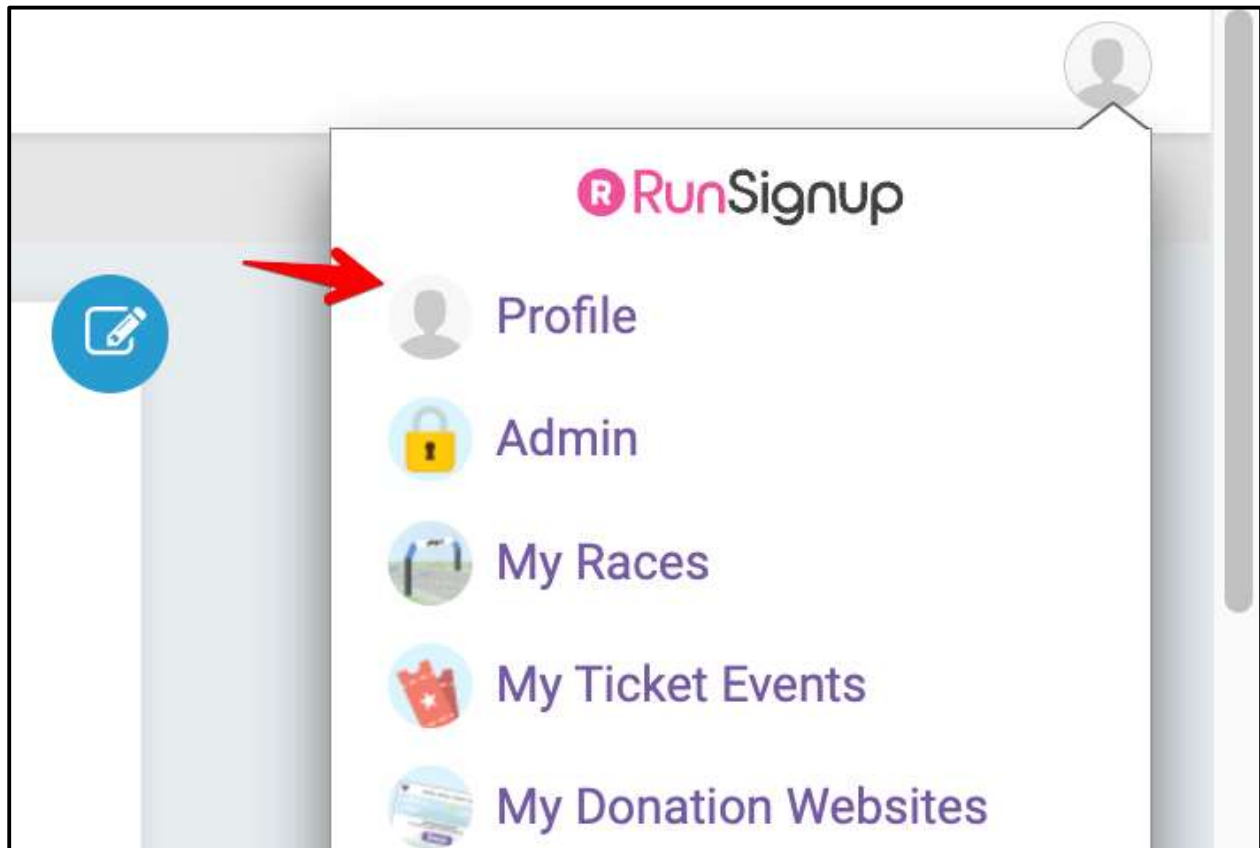 RunSignup
Profile
Admin
My Races
My Ticket Events
My Donation Websites